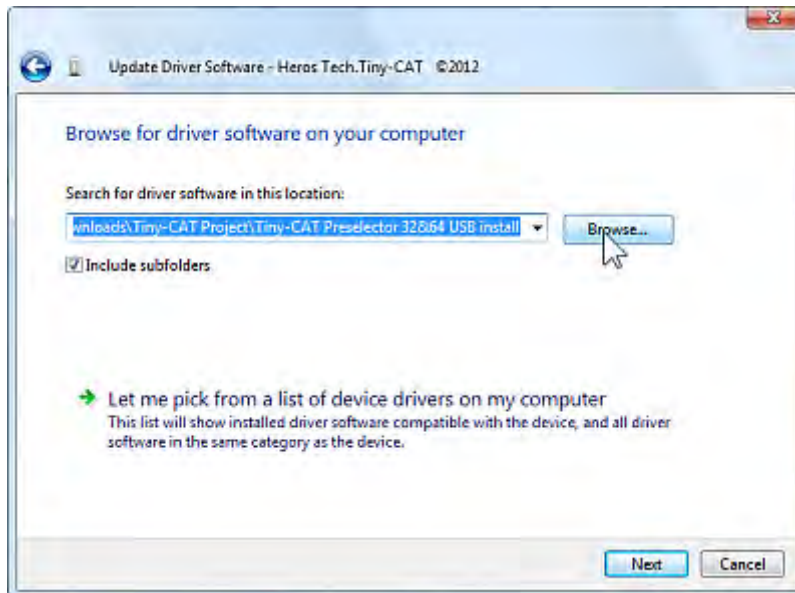 Update Driver Software - Heros Tech.Tiny-CAT ©2012
Browse for driver software on your computer
Search for driver software in this location:
wnloads\Tiny-CAT Project\Tiny-CAT Preselector 32&64 USB install
Browse...
Include subfolders
Let me pick from a list of device drivers on my computer
This list will show installed driver software compatible with the device, and all driver
software in the same category as the device.
Next
Cancel